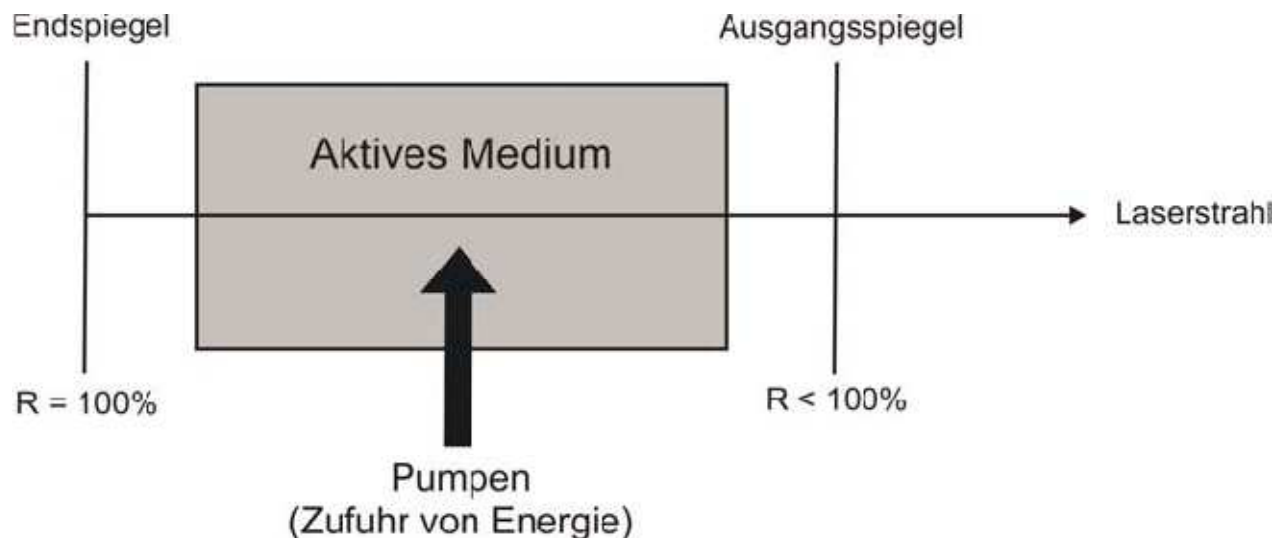 Endspiegel
Ausgangsspiegel
Aktives Medium
Laserstrahl
R = 100%
R < 100%
Pumpen
(Zufuhr von Energie)